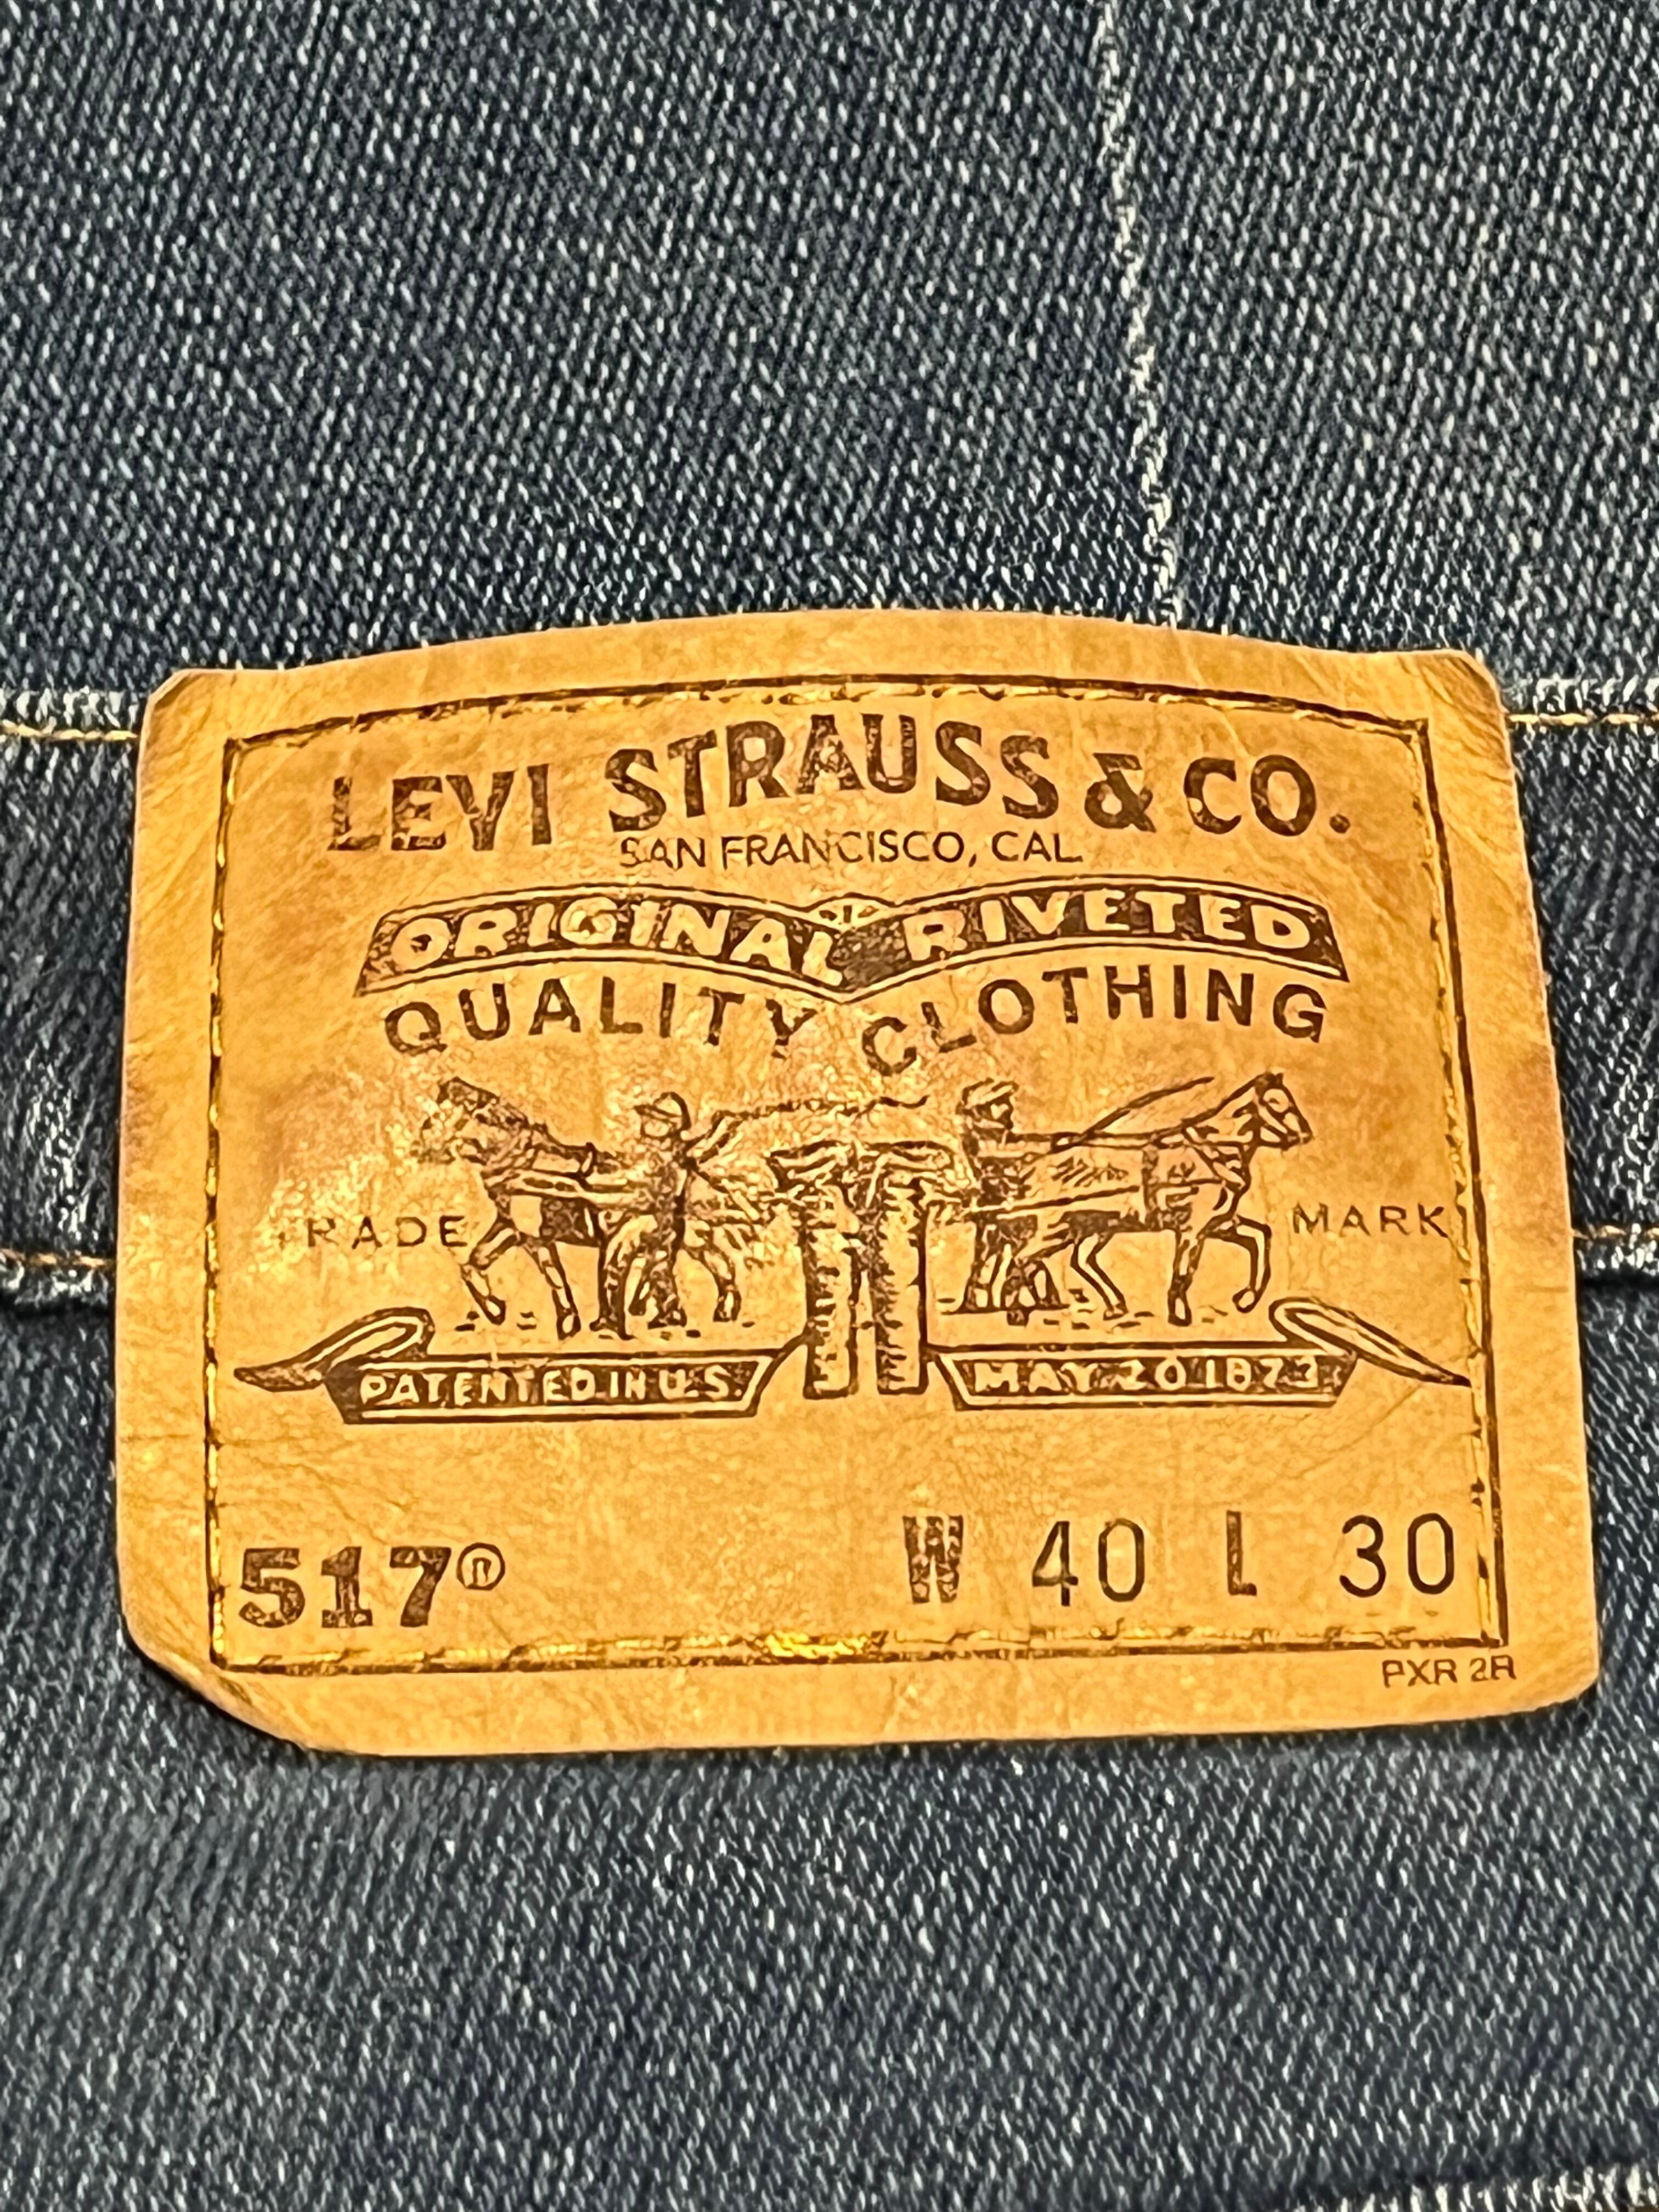 LEVI STRAUSS & CO.
SAN FRANCISCO, CAL
ORIGINAL RIVETED
QUALITY CLOTHING
TRADE MARK
PATENTED IN U.S. MAY 20 1873
517® W 40 L 30
PXR 2R